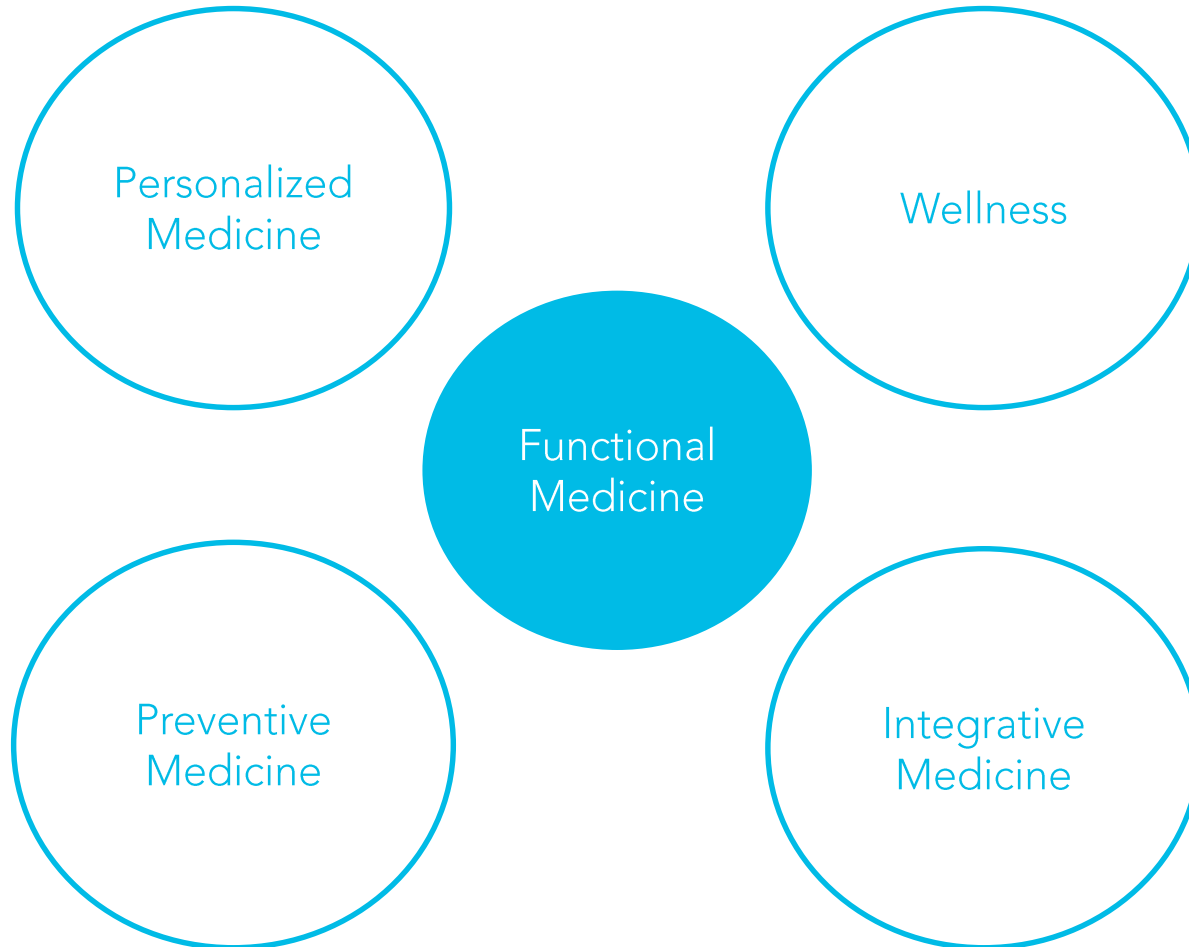 Personalized
Medicine
Wellness
Functional
Medicine
Preventive
Medicine
Integrative
Medicine